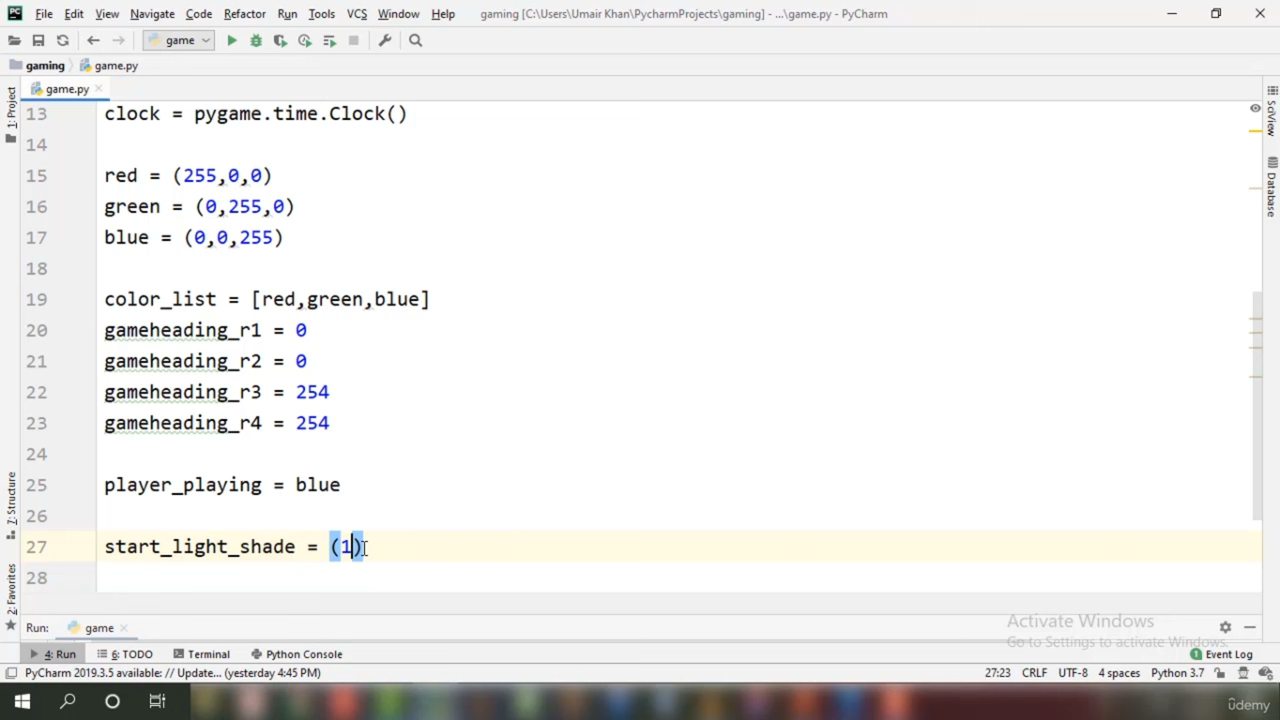 File Edit View Navigate Code Refactor Run Tools VCS Window Help gaming [C:\Users\Umair Khan\PycharmProjects\gaming] - ...\game.py - PyCharm
game
gaming game.py
game.py
1: Project
SciView
Database
13 clock = pygame.time.Clock()
14
15 red = (255,0,0)
16 green = (0,255,0)
17 blue = (0,0,255)
18
19 color_list = [red,green,blue]
20 gameheading_r1 = 0
21 gameheading_r2 = 0
22 gameheading_r3 = 254
23 gameheading_r4 = 254
24
25 player_playing = blue
26
27 start_light_shade = (1)
28
7: Structure
2: Favorites
Run: game
Activate Windows
Go to Settings to activate Windows.
4: Run 6: TODO Terminal Python Console 1 Event Log
PyCharm 2019.3.5 available: // Update... (yesterday 4:45 PM) 27:23 CRLF UTF-8 4 spaces Python 3.7
ûdemy